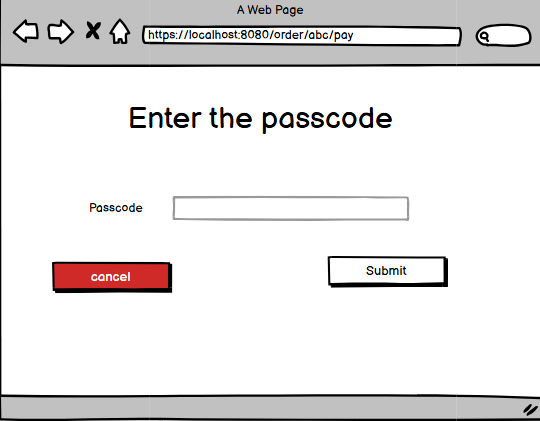 A Web Page
https://localhost:8080/order/abc/pay
Enter the passcode
Passcode
cancel
Submit